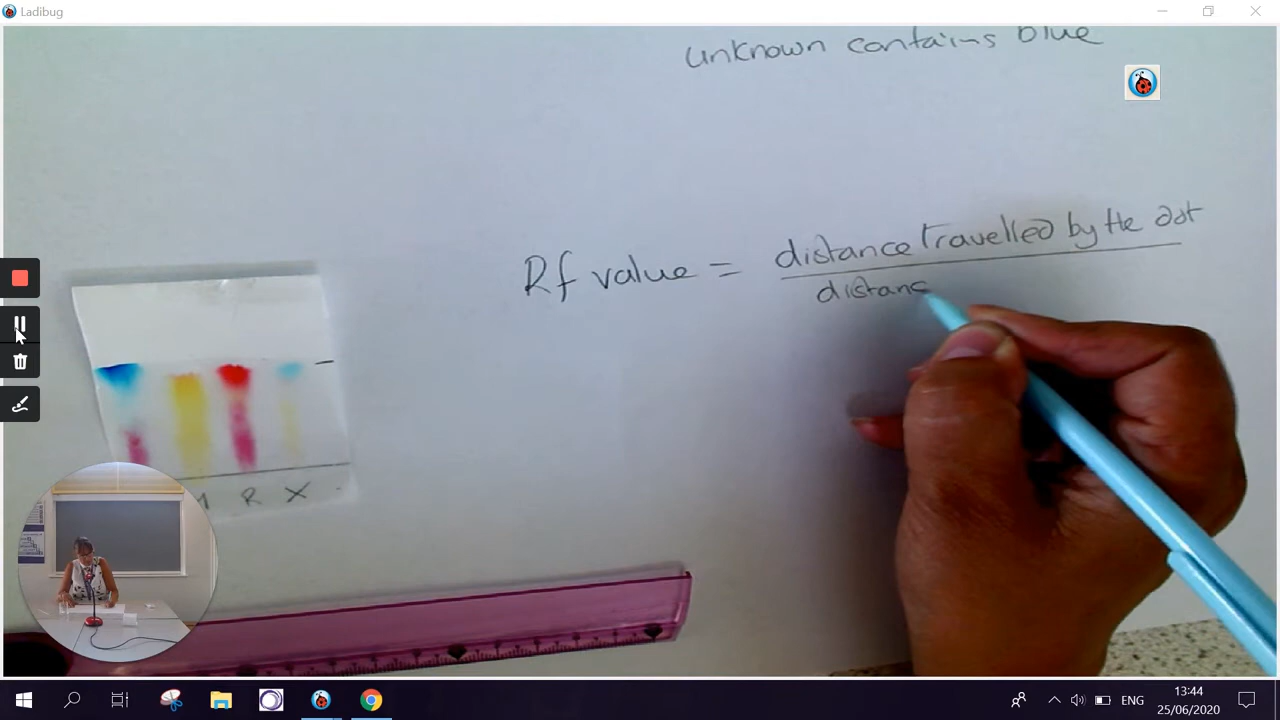 Ladibug
unknown contains blue
Rf value = distance travelled by the dot
distanc
R X
ENG
13:44
25/06/2020